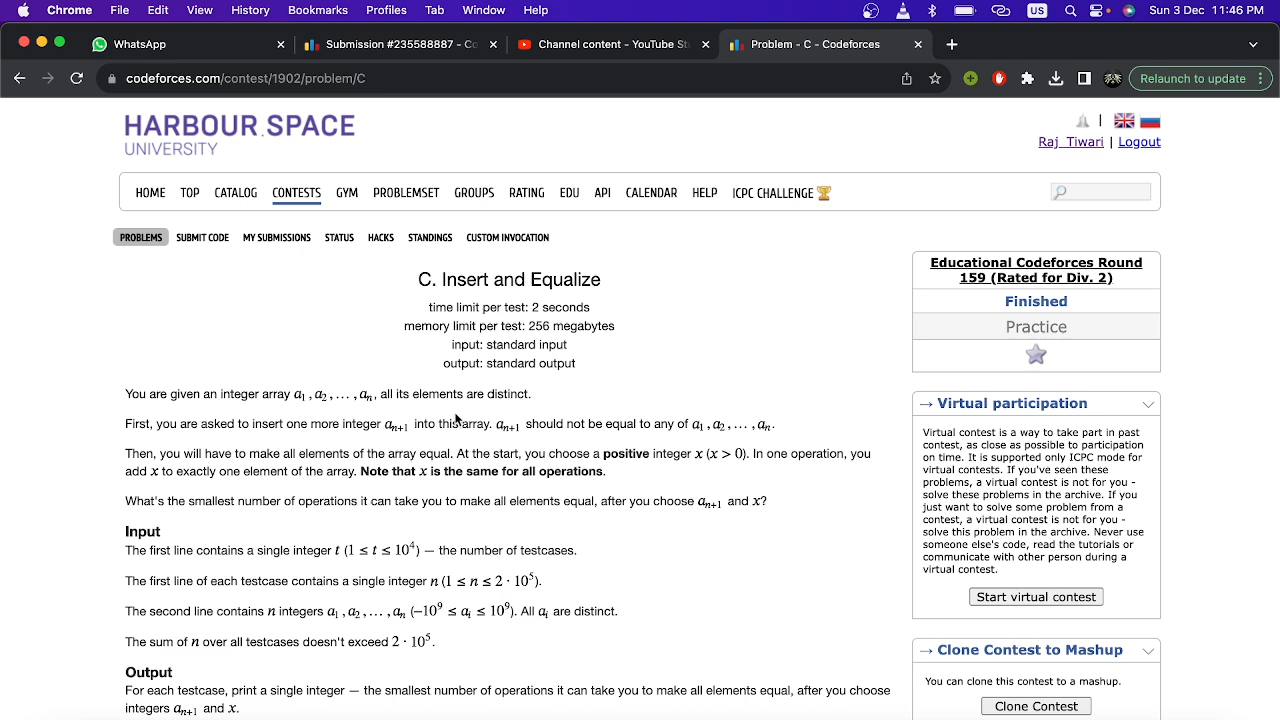 Chrome File Edit View History Bookmarks Profiles Tab Window Help US Sun 3 Dec 11:46 PM
WhatsApp Submission #235588887 - Co Channel content - YouTube St Problem - C - Codeforces
codeforces.com/contest/1902/problem/C Relaunch to update
HARBOUR.SPACE
UNIVERSITY
Raj_Tiwari | Logout
HOME TOP CATALOG CONTESTS GYM PROBLEMSET GROUPS RATING EDU API CALENDAR HELP ICPC CHALLENGE
PROBLEMS SUBMIT CODE MY SUBMISSIONS STATUS HACKS STANDINGS CUSTOM INVOCATION
C. Insert and Equalize
time limit per test: 2 seconds
memory limit per test: 256 megabytes
input: standard input
output: standard output
You are given an integer array a₁, a₂, …, aₙ, all its elements are distinct.
First, you are asked to insert one more integer aₙ₊₁ into this array. aₙ₊₁ should not be equal to any of a₁, a₂, …, aₙ.
Then, you will have to make all elements of the array equal. At the start, you choose a positive integer x (x > 0). In one operation, you
add x to exactly one element of the array. Note that x is the same for all operations.
What's the smallest number of operations it can take you to make all elements equal, after you choose aₙ₊₁ and x?
Input
The first line contains a single integer t (1 ≤ t ≤ 10⁴) — the number of testcases.
The first line of each testcase contains a single integer n (1 ≤ n ≤ 2 · 10⁵).
The second line contains n integers a₁, a₂, …, aₙ (−10⁹ ≤ aᵢ ≤ 10⁹). All aᵢ are distinct.
The sum of n over all testcases doesn't exceed 2 · 10⁵.
Output
For each testcase, print a single integer — the smallest number of operations it can take you to make all elements equal, after you choose
integers aₙ₊₁ and x.
Educational Codeforces Round
159 (Rated for Div. 2)
Finished
Practice
→ Virtual participation
Virtual contest is a way to take part in past
contest, as close as possible to participation
on time. It is supported only ICPC mode for
virtual contests. If you've seen these
problems, a virtual contest is not for you -
solve these problems in the archive. If you
just want to solve some problem from a
contest, a virtual contest is not for you -
solve this problem in the archive. Never use
someone else's code, read the tutorials or
communicate with other person during a
virtual contest.
Start virtual contest
→ Clone Contest to Mashup
You can clone this contest to a mashup.
Clone Contest